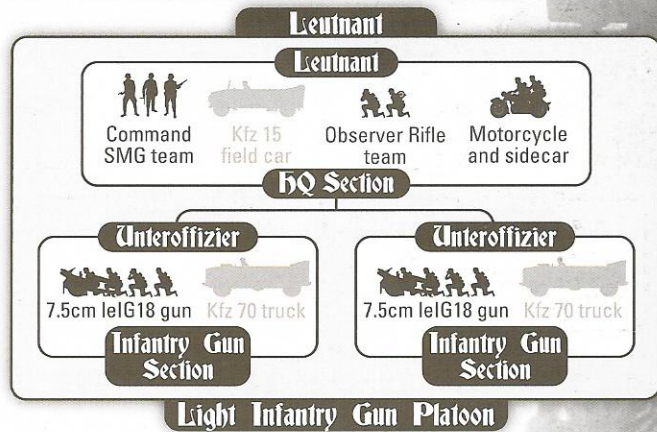 Leutnant
Leutnant
Command
SMG team
Kfz 15
field car
Observer Rifle
team
Motorcycle
and sidecar
HQ Section
Unteroffizier
Unteroffizier
7.5cm leIG18 gun
Kfz 70 truck
7.5cm leIG18 gun
Kfz 70 truck
Infantry Gun
Section
Infantry Gun
Section
Light Infantry Gun Platoon